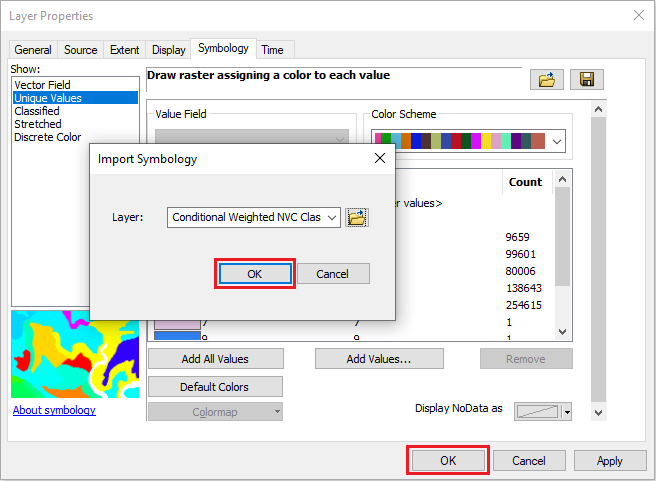 Layer Properties
General Source Extent Display Symbology Time
Show:
Vector Field
Unique Values
Classified
Stretched
Discrete Color
Draw raster assigning a color to each value
Value Field
Color Scheme
Import Symbology
Layer:
Conditional Weighted NVC Clas
OK
Cancel
Count
r values>
9659
99601
80006
138643
254615
7 7 1
9 9 1
Add All Values
Add Values...
Remove
Default Colors
Colormap
Display NoData as
About symbology
OK
Cancel
Apply